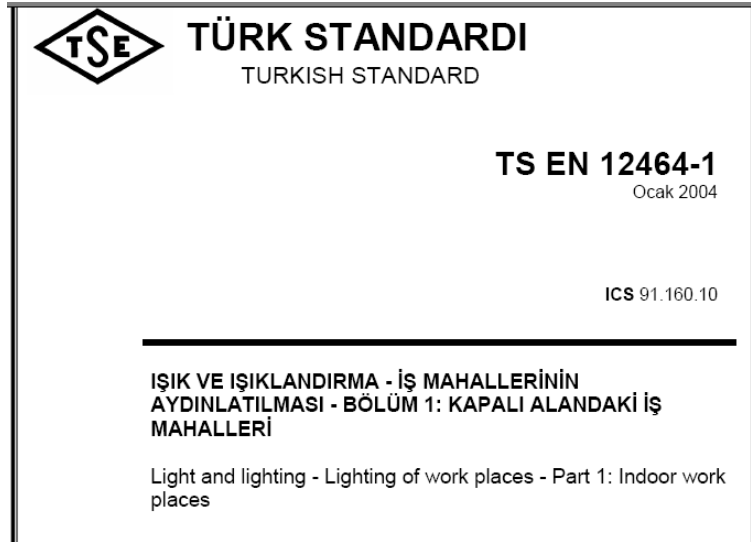 TSE
TÜRK STANDARDI
TURKISH STANDARD
TS EN 12464-1
Ocak 2004
ICS 91.160.10
IŞIK VE IŞIKLANDIRMA - İŞ MAHALLERİNİN
AYDINLATILMASI - BÖLÜM 1: KAPALI ALANDAKİ İŞ
MAHALLERİ
Light and lighting - Lighting of work places - Part 1: Indoor work
places